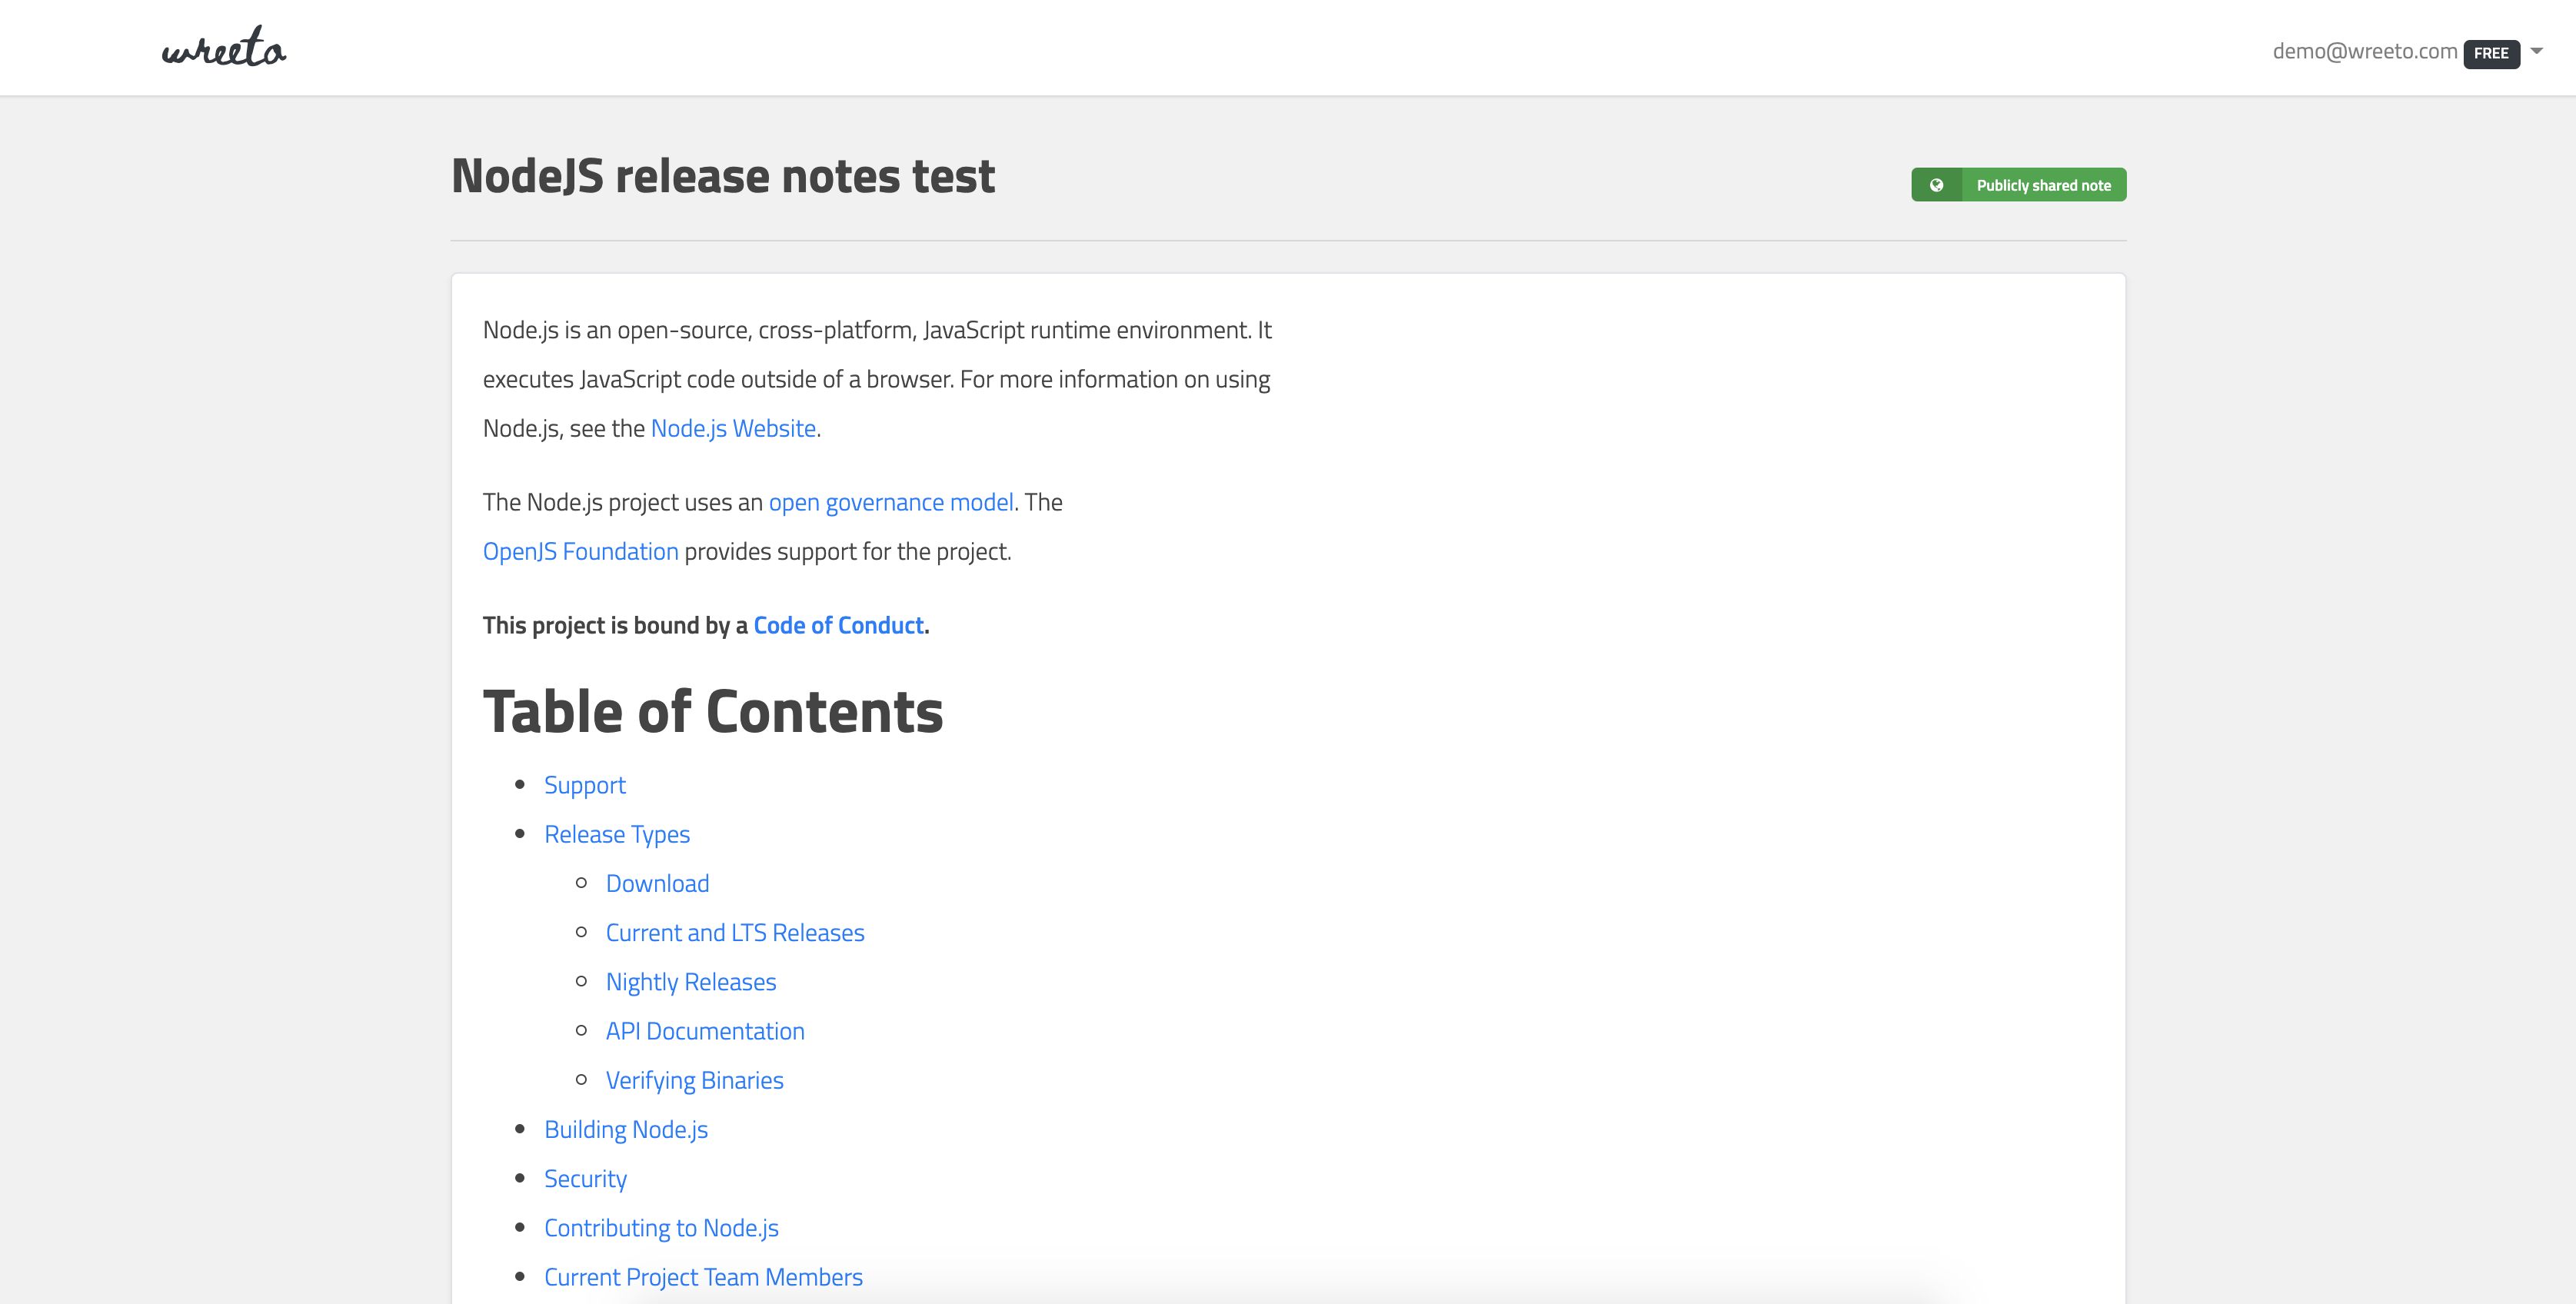 wreeto
demo@wreeto.com FREE
NodeJS release notes test
Publicly shared note
Node.js is an open-source, cross-platform, JavaScript runtime environment. It
executes JavaScript code outside of a browser. For more information on using
Node.js, see the Node.js Website.
The Node.js project uses an open governance model. The
OpenJS Foundation provides support for the project.
This project is bound by a Code of Conduct.
Table of Contents
Support
Release Types
Download
Current and LTS Releases
Nightly Releases
API Documentation
Verifying Binaries
Building Node.js
Security
Contributing to Node.js
Current Project Team Members